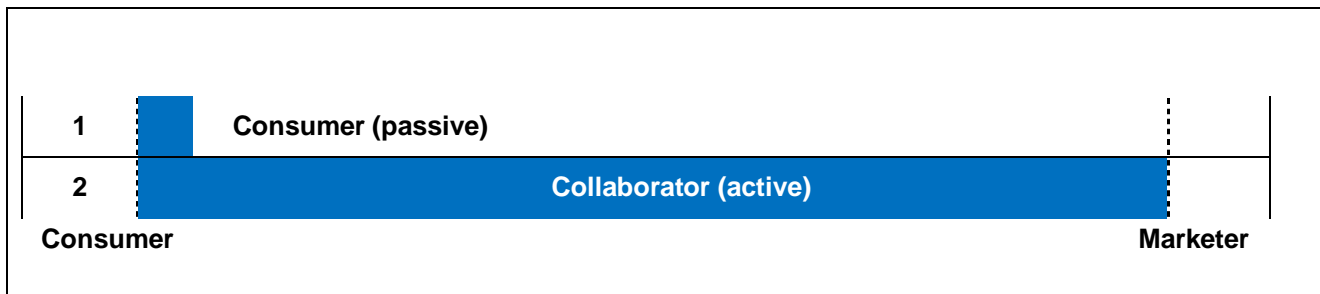 1 Consumer (passive)
2 Collaborator (active)
Consumer Marketer